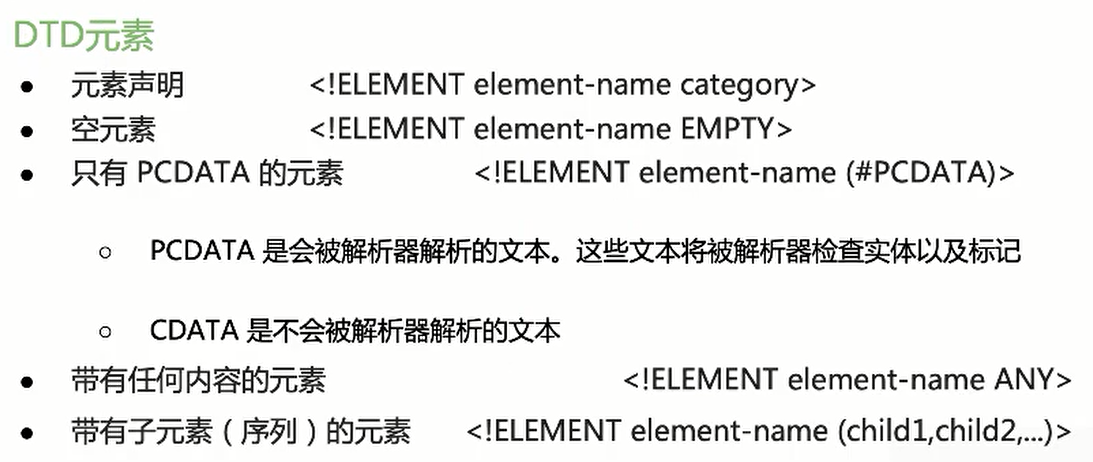 DTD元素
• 元素声明 <!ELEMENT element-name category>
• 空元素 <!ELEMENT element-name EMPTY>
• 只有 PCDATA 的元素 <!ELEMENT element-name (#PCDATA)>
○ PCDATA 是会被解析器解析的文本。这些文本将被解析器检查实体以及标记
○ CDATA 是不会被解析器解析的文本
• 带有任何内容的元素 <!ELEMENT element-name ANY>
• 带有子元素（序列）的元素 <!ELEMENT element-name (child1,child2,...)>